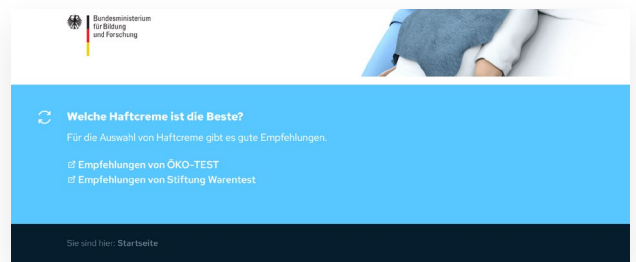 Bundesministerium
für Bildung
und Forschung
Welche Haftcreme ist die Beste?
Für die Auswahl von Haftcreme gibt es gute Empfehlungen.
Empfehlungen von ÖKO-TEST
Empfehlungen von Stiftung Warentest
Sie sind hier: Startseite